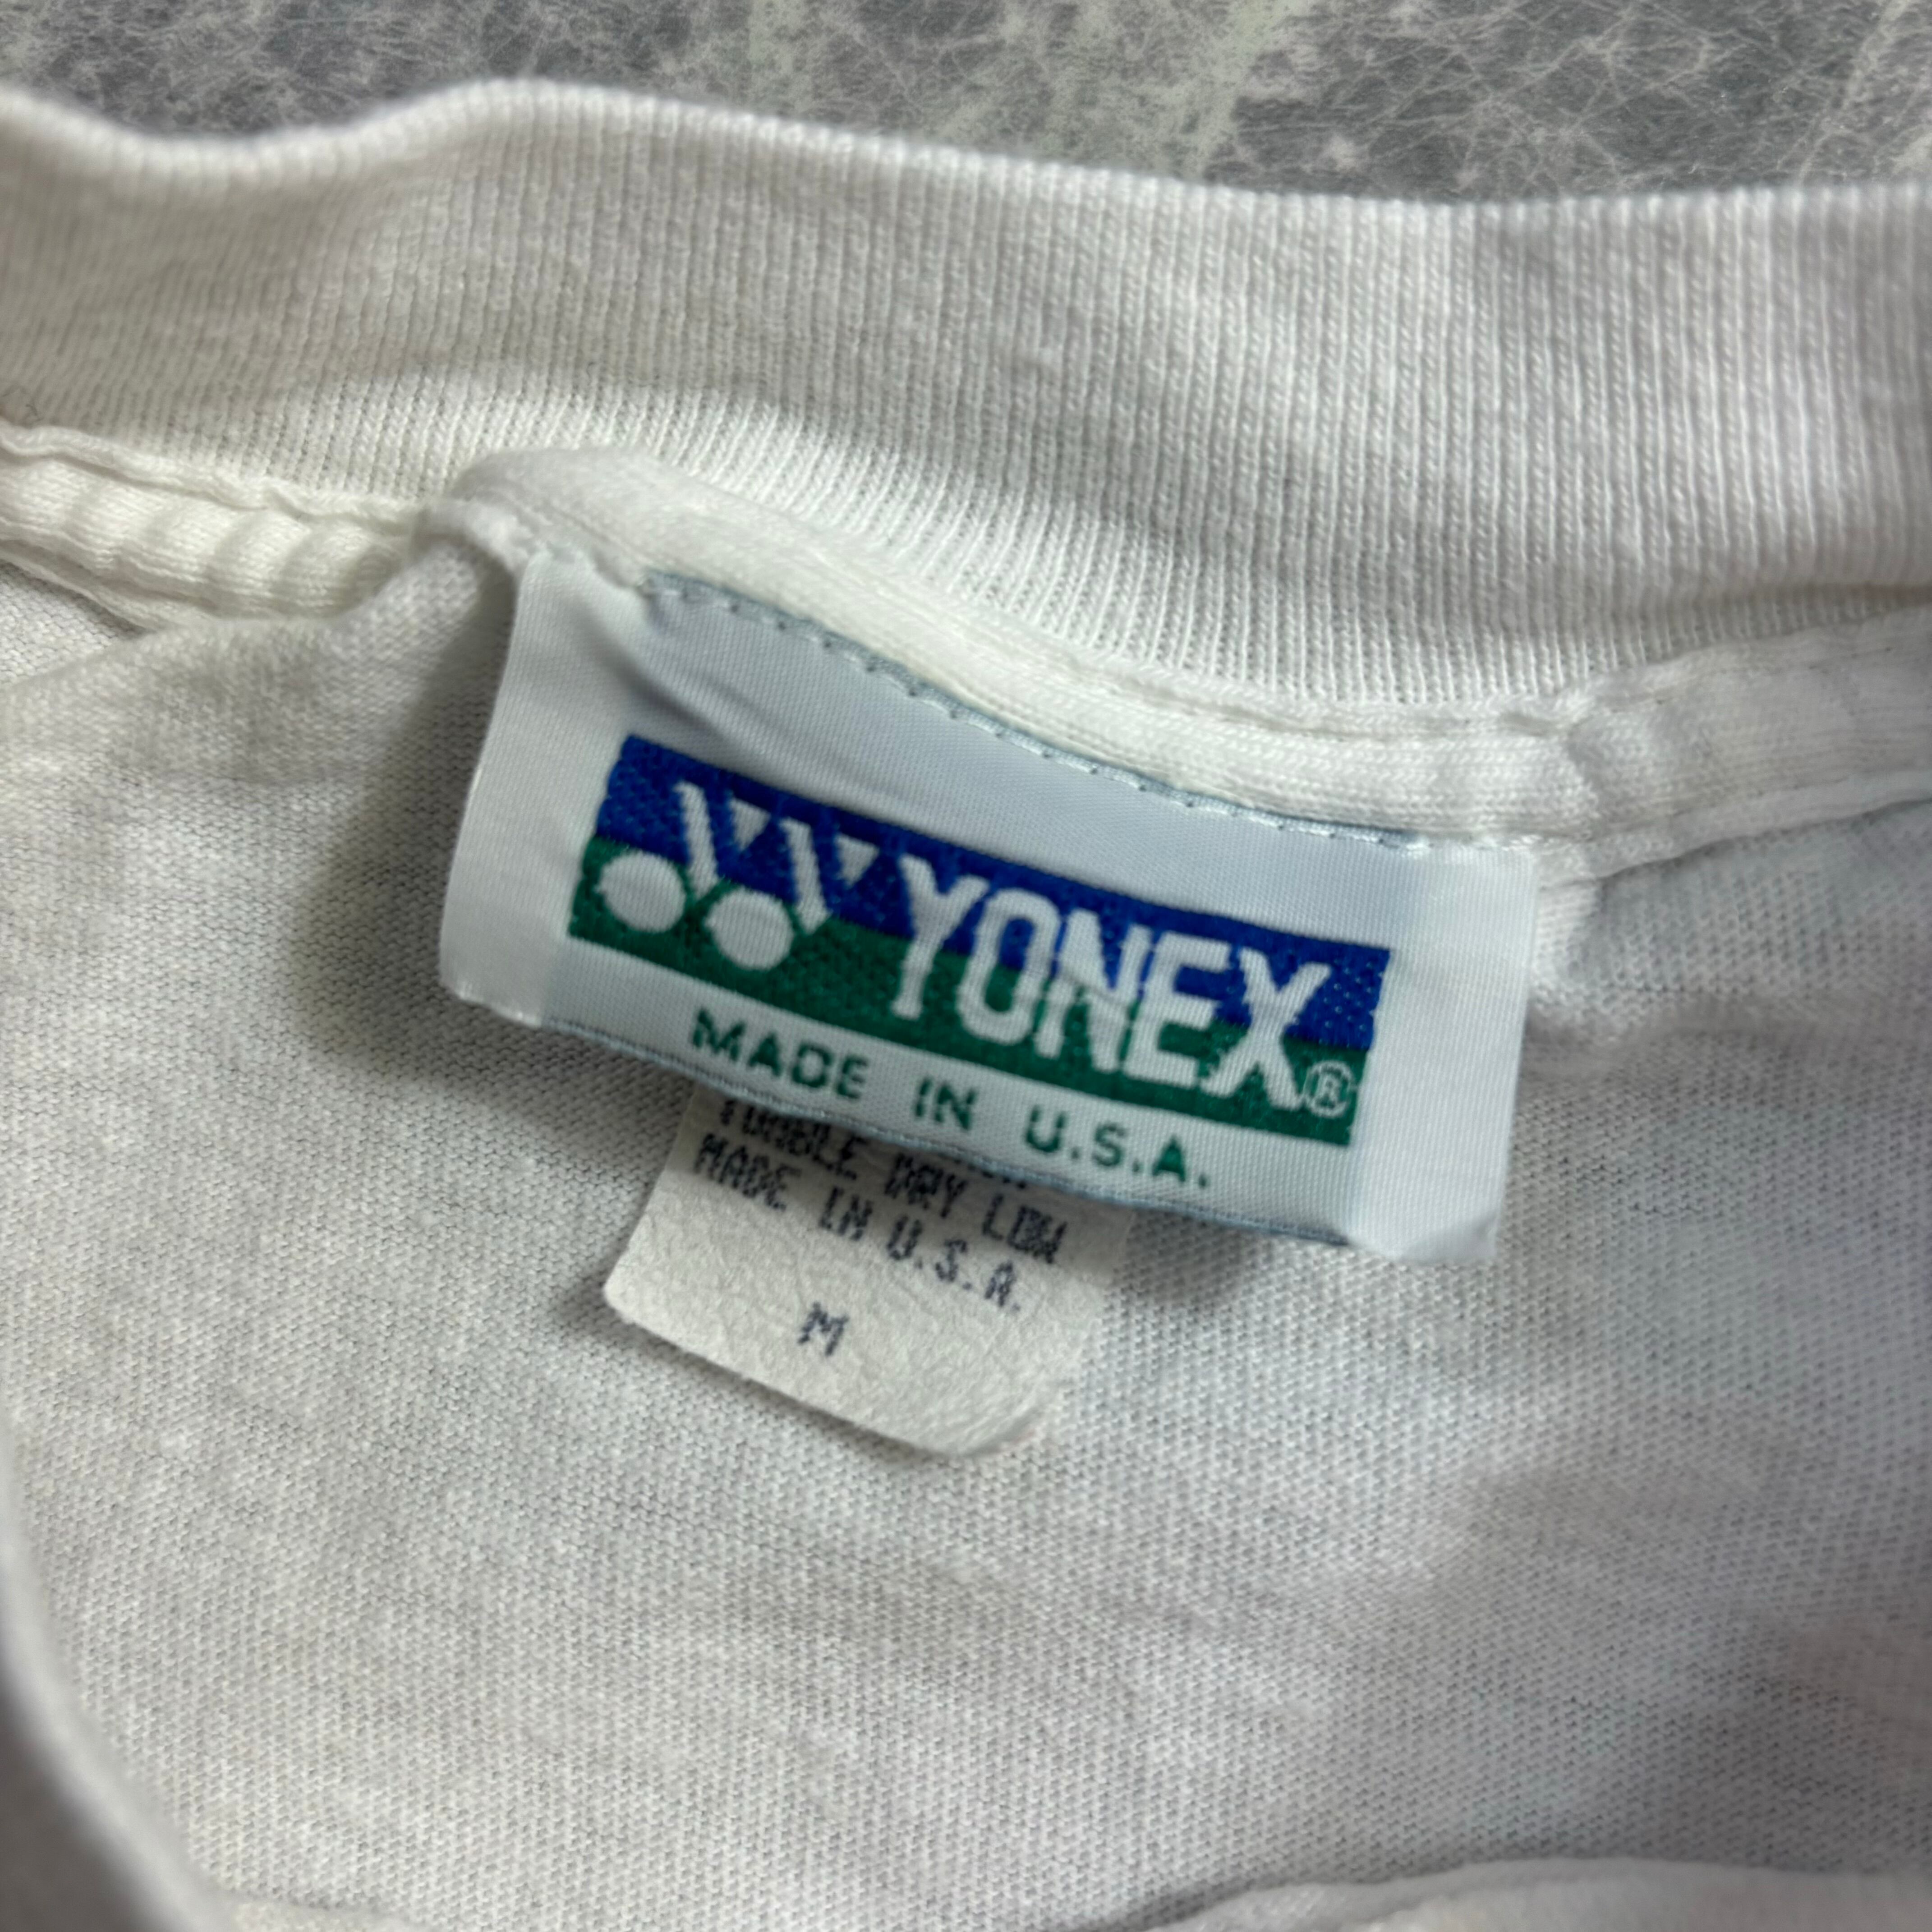 YONEX®
MADE IN U.S.A.
TUMBLE DRY LOW
MADE IN U.S.A.
M